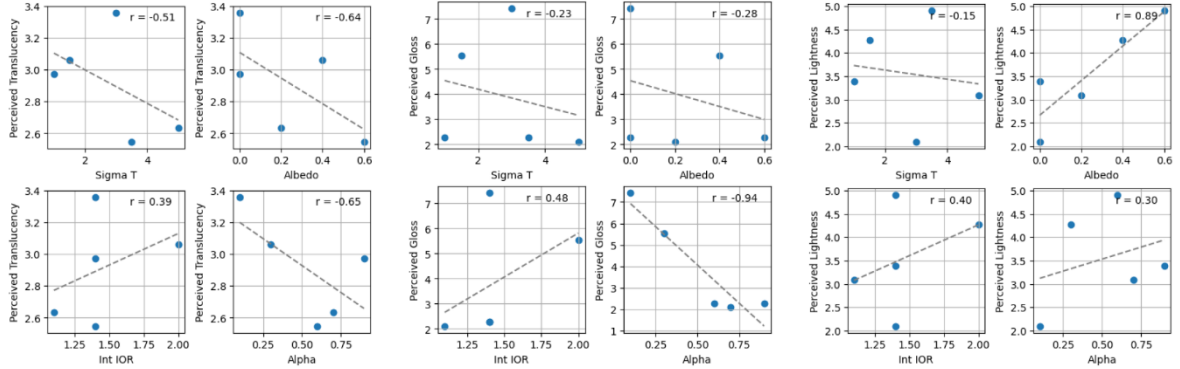 r = -0.51
Perceived Translucency
3.4
3.2
3.0
2.8
2.6
2 4
Sigma T
r = -0.64
Perceived Translucency
0.0 0.2 0.4 0.6
Albedo
r = -0.23
Perceived Gloss
7
6
5
4
3
2
2 4
Sigma T
r = -0.28
Perceived Gloss
7
6
5
4
3
2
0.0 0.2 0.4 0.6
Albedo
r = -0.15
Perceived Lightness
5.0
4.5
4.0
3.5
3.0
2.5
2.0
2 4
Sigma T
r = 0.89
Perceived Lightness
5.0
4.5
4.0
3.5
3.0
2.5
2.0
0.0 0.2 0.4 0.6
Albedo
r = 0.39
Perceived Translucency
3.4
3.2
3.0
2.8
2.6
1.25 1.50 1.75 2.00
Int IOR
r = -0.65
Perceived Translucency
3.4
3.2
3.0
2.8
2.6
0.25 0.50 0.75
Alpha
r = 0.48
Perceived Gloss
7
6
5
4
3
2
1.25 1.50 1.75 2.00
Int IOR
r = -0.94
Perceived Gloss
7
6
5
4
3
2
1
0.25 0.50 0.75
Alpha
r = 0.40
Perceived Lightness
5.0
4.5
4.0
3.5
3.0
2.5
2.0
1.25 1.50 1.75 2.00
Int IOR
r = 0.30
Perceived Lightness
5.0
4.5
4.0
3.5
3.0
2.5
2.0
0.25 0.50 0.75
Alpha